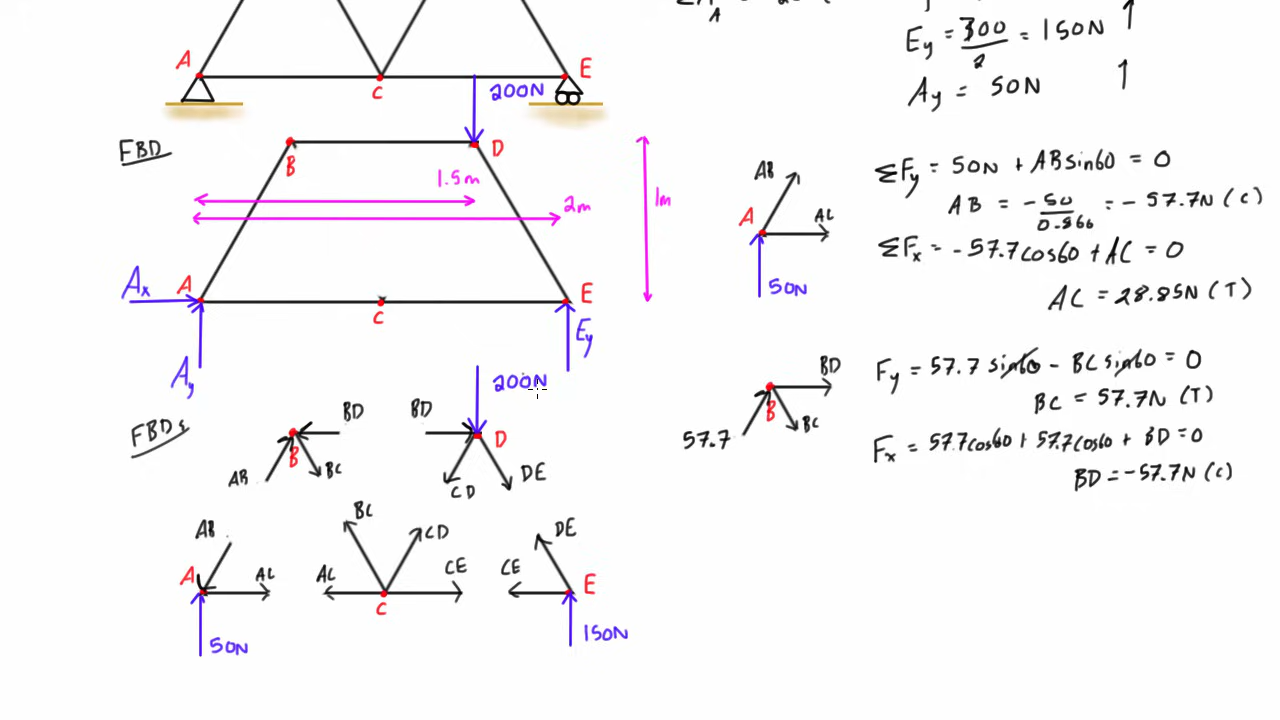 Ey = 300/2 = 150N ↑
Ay = 50N ↑
A
C
E
200N
FBD
B
D
1.5m
2m
1m
Ax
A
C
E
Ay
Ey
AB
A
AC
50N
ΣFy = 50N + ABsin60 = 0
AB = -50/0.866 = -57.7N (C)
ΣFx = -57.7cos60 + AC = 0
AC = 28.85N (T)
200N
FBDs
BD
B
AB
BC
BD
D
CD
DE
BD
B
BC
57.7
Fy = 57.7 sin60 - BC sin60 = 0
BC = 57.7N (T)
Fx = 57.7cos60 + 57.7cos60 + BD = 0
BD = -57.7N (C)
AB
A
AC
50N
BC
CD
AC
CE
C
DE
CE
E
150N